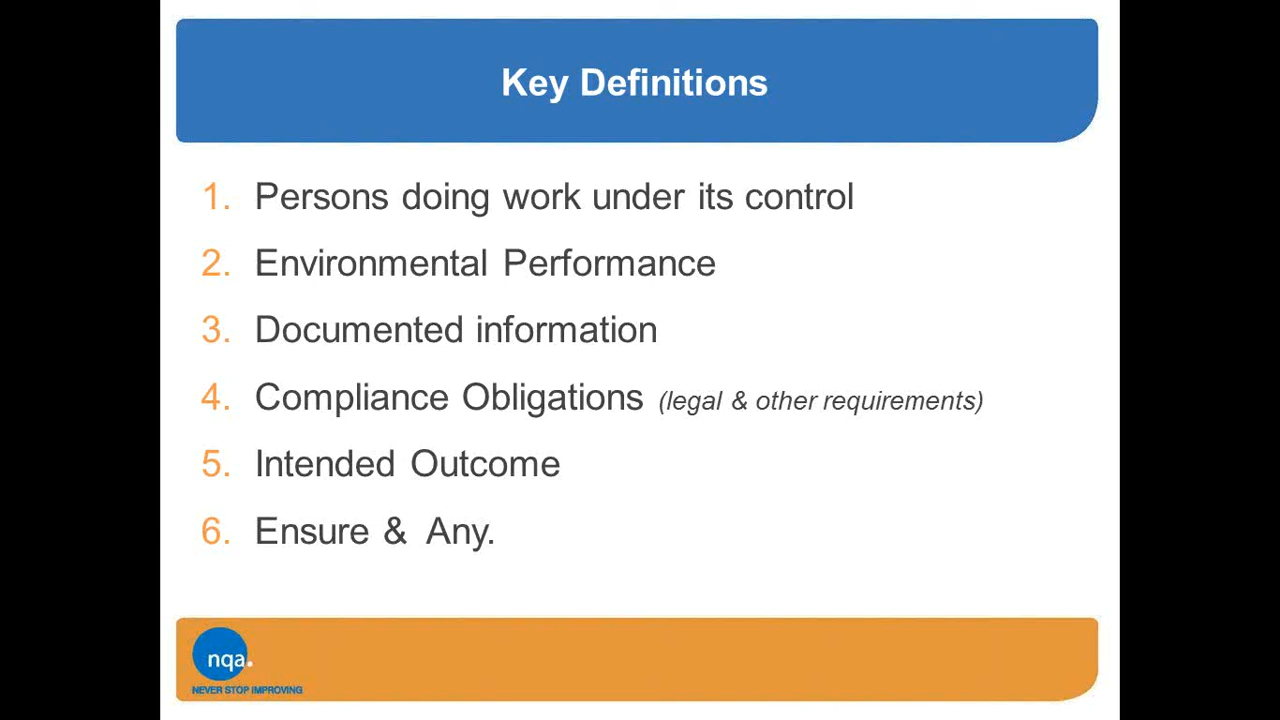 Key Definitions
1. Persons doing work under its control
2. Environmental Performance
3. Documented information
4. Compliance Obligations (legal & other requirements)
5. Intended Outcome
6. Ensure & Any.
nqa.
NEVER STOP IMPROVING